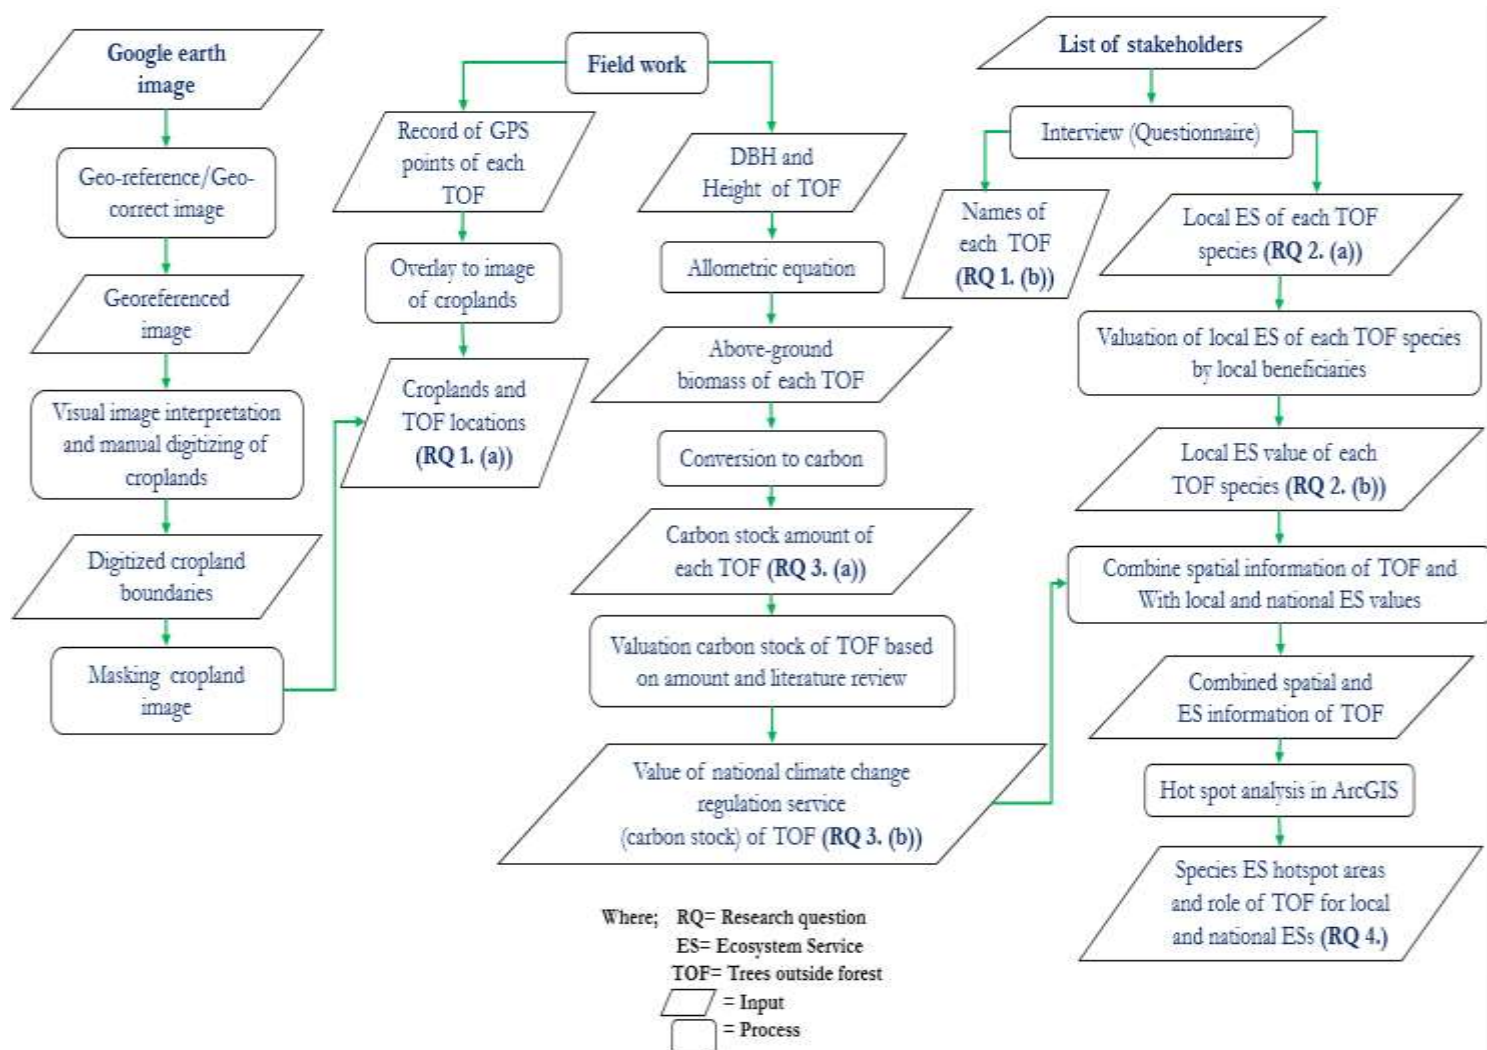 Google earth
image
Geo-reference/Geo-
correct image
Georeferenced
image
Visual image interpretation
and manual digitizing of
croplands
Digitized cropland
boundaries
Masking cropland
image
Field work
Record of GPS
points of each
TOF
Overlay to image
of croplands
Croplands and
TOF locations
(RQ 1. (a))
DBH and
Height of TOF
Allometric equation
Above-ground
biomass of each TOF
Conversion to carbon
Carbon stock amount of
each TOF (RQ 3. (a))
Valuation carbon stock of TOF based
on amount and literature review
Value of national climate change
regulation service
(carbon stock) of TOF (RQ 3. (b))
List of stakeholders
Interview (Questionnaire)
Names of
each TOF
(RQ 1. (b))
Local ES of each TOF
species (RQ 2. (a))
Valuation of local ES of each TOF species
by local beneficiaries
Local ES value of each
TOF species (RQ 2. (b))
Combine spatial information of TOF and
With local and national ES values
Combined spatial and
ES information of TOF
Hot spot analysis in ArcGIS
Species ES hotspot areas
and role of TOF for local
and national ESs (RQ 4.)
Where; RQ= Research question
ES= Ecosystem Service
TOF= Trees outside forest
= Input
= Process